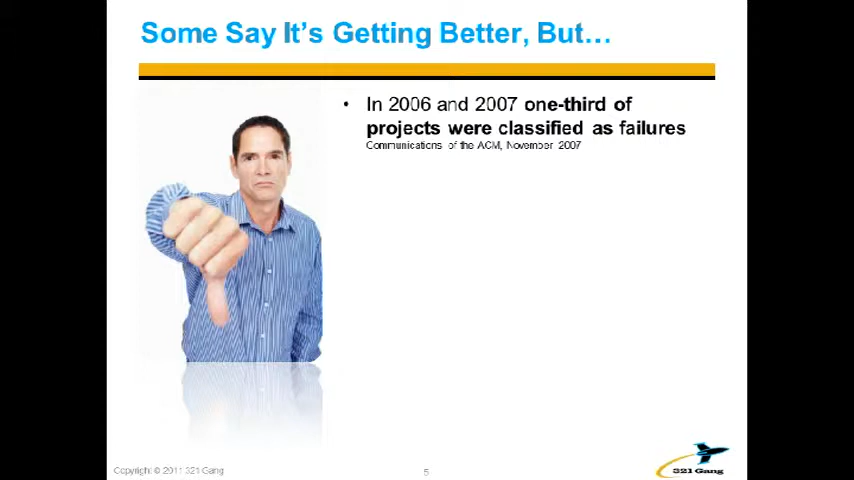 Some Say It's Getting Better, But…
• In 2006 and 2007 one-third of
projects were classified as failures
Communications of the ACM, November 2007
Copyright © 2011 321 Gang
5
321 Gang